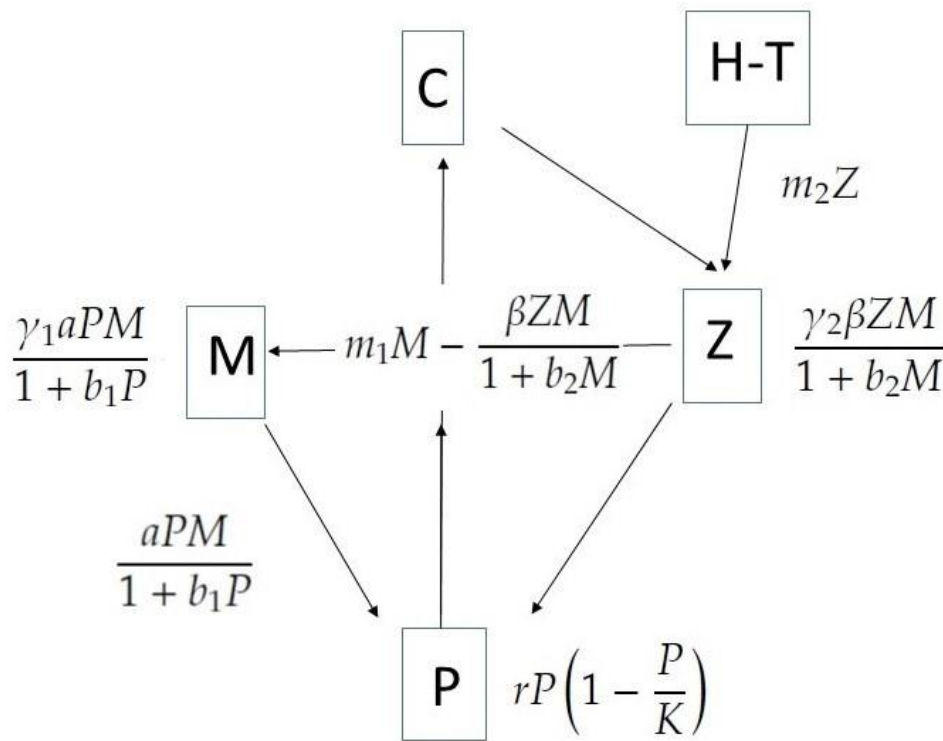 C
H-T
m₂Z
γ₁aPM / 1 + b₁P
M
m₁M − βZM / 1 + b₂M
Z
γ₂βZM / 1 + b₂M
aPM / 1 + b₁P
P
rP(1 − P/K)